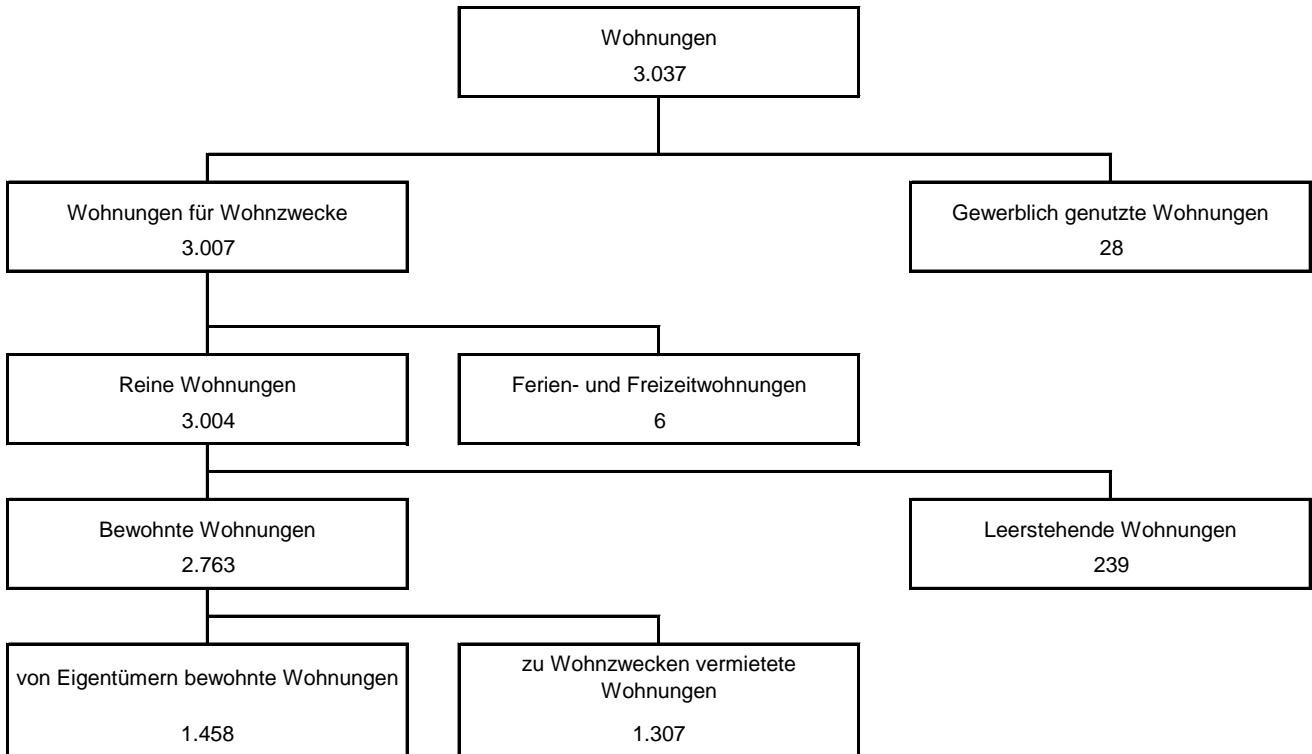 Wohnungen
3.037
Wohnungen für Wohnzwecke
3.007
Gewerblich genutzte Wohnungen
28
Reine Wohnungen
3.004
Ferien- und Freizeitwohnungen
6
Bewohnte Wohnungen
2.763
Leerstehende Wohnungen
239
von Eigentümern bewohnte Wohnungen
1.458
zu Wohnzwecken vermietete
Wohnungen
1.307